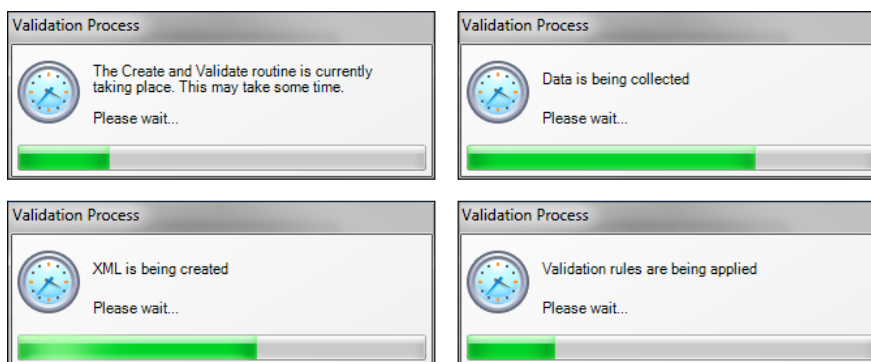 Validation Process
The Create and Validate routine is currently
taking place. This may take some time.
Please wait...
Validation Process
Data is being collected
Please wait...
Validation Process
XML is being created
Please wait...
Validation Process
Validation rules are being applied
Please wait...